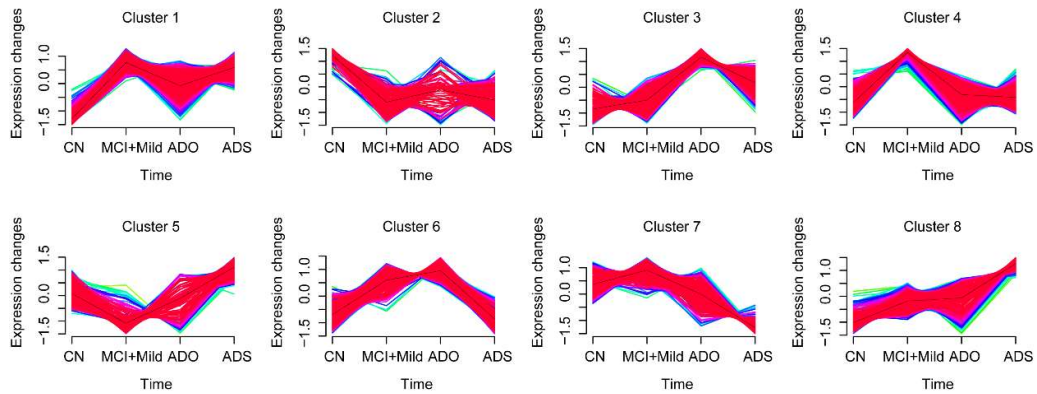 Cluster 1
Expression changes
1.0
0.0
−1.5
CN
MCI+Mild
ADO
ADS
Time
Cluster 2
Expression changes
1.5
0.0
−1.5
CN
MCI+Mild
ADO
ADS
Time
Cluster 3
Expression changes
1.5
0.0
−1.5
CN
MCI+Mild
ADO
ADS
Time
Cluster 4
Expression changes
1.5
0.0
−1.5
CN
MCI+Mild
ADO
ADS
Time
Cluster 5
Expression changes
1.5
0.0
−1.5
CN
MCI+Mild
ADO
ADS
Time
Cluster 6
Expression changes
1.5
0.0
−1.5
CN
MCI+Mild
ADO
ADS
Time
Cluster 7
Expression changes
1.5
0.0
−1.5
CN
MCI+Mild
ADO
ADS
Time
Cluster 8
Expression changes
1.5
0.0
−1.5
CN
MCI+Mild
ADO
ADS
Time